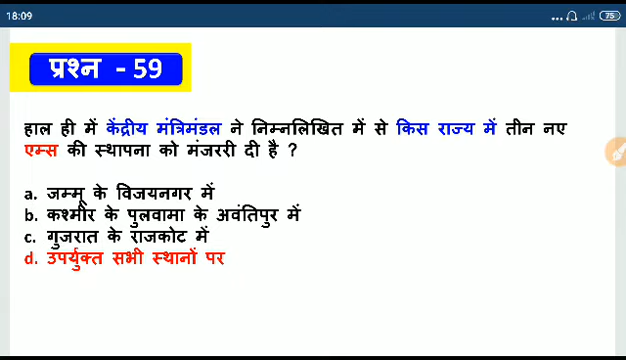 18:09
... 75
प्रश्न - 59
हाल ही में केंद्रीय मंत्रिमंडल ने निम्नलिखित में से किस राज्य में तीन नए
एम्स की स्थापना को मंजररी दी है ?
a. जम्मू के विजयनगर में
b. कश्मीर के पुलवामा के अवंतिपुर में
c. गुजरात के राजकोट में
d. उपर्युक्त सभी स्थानों पर